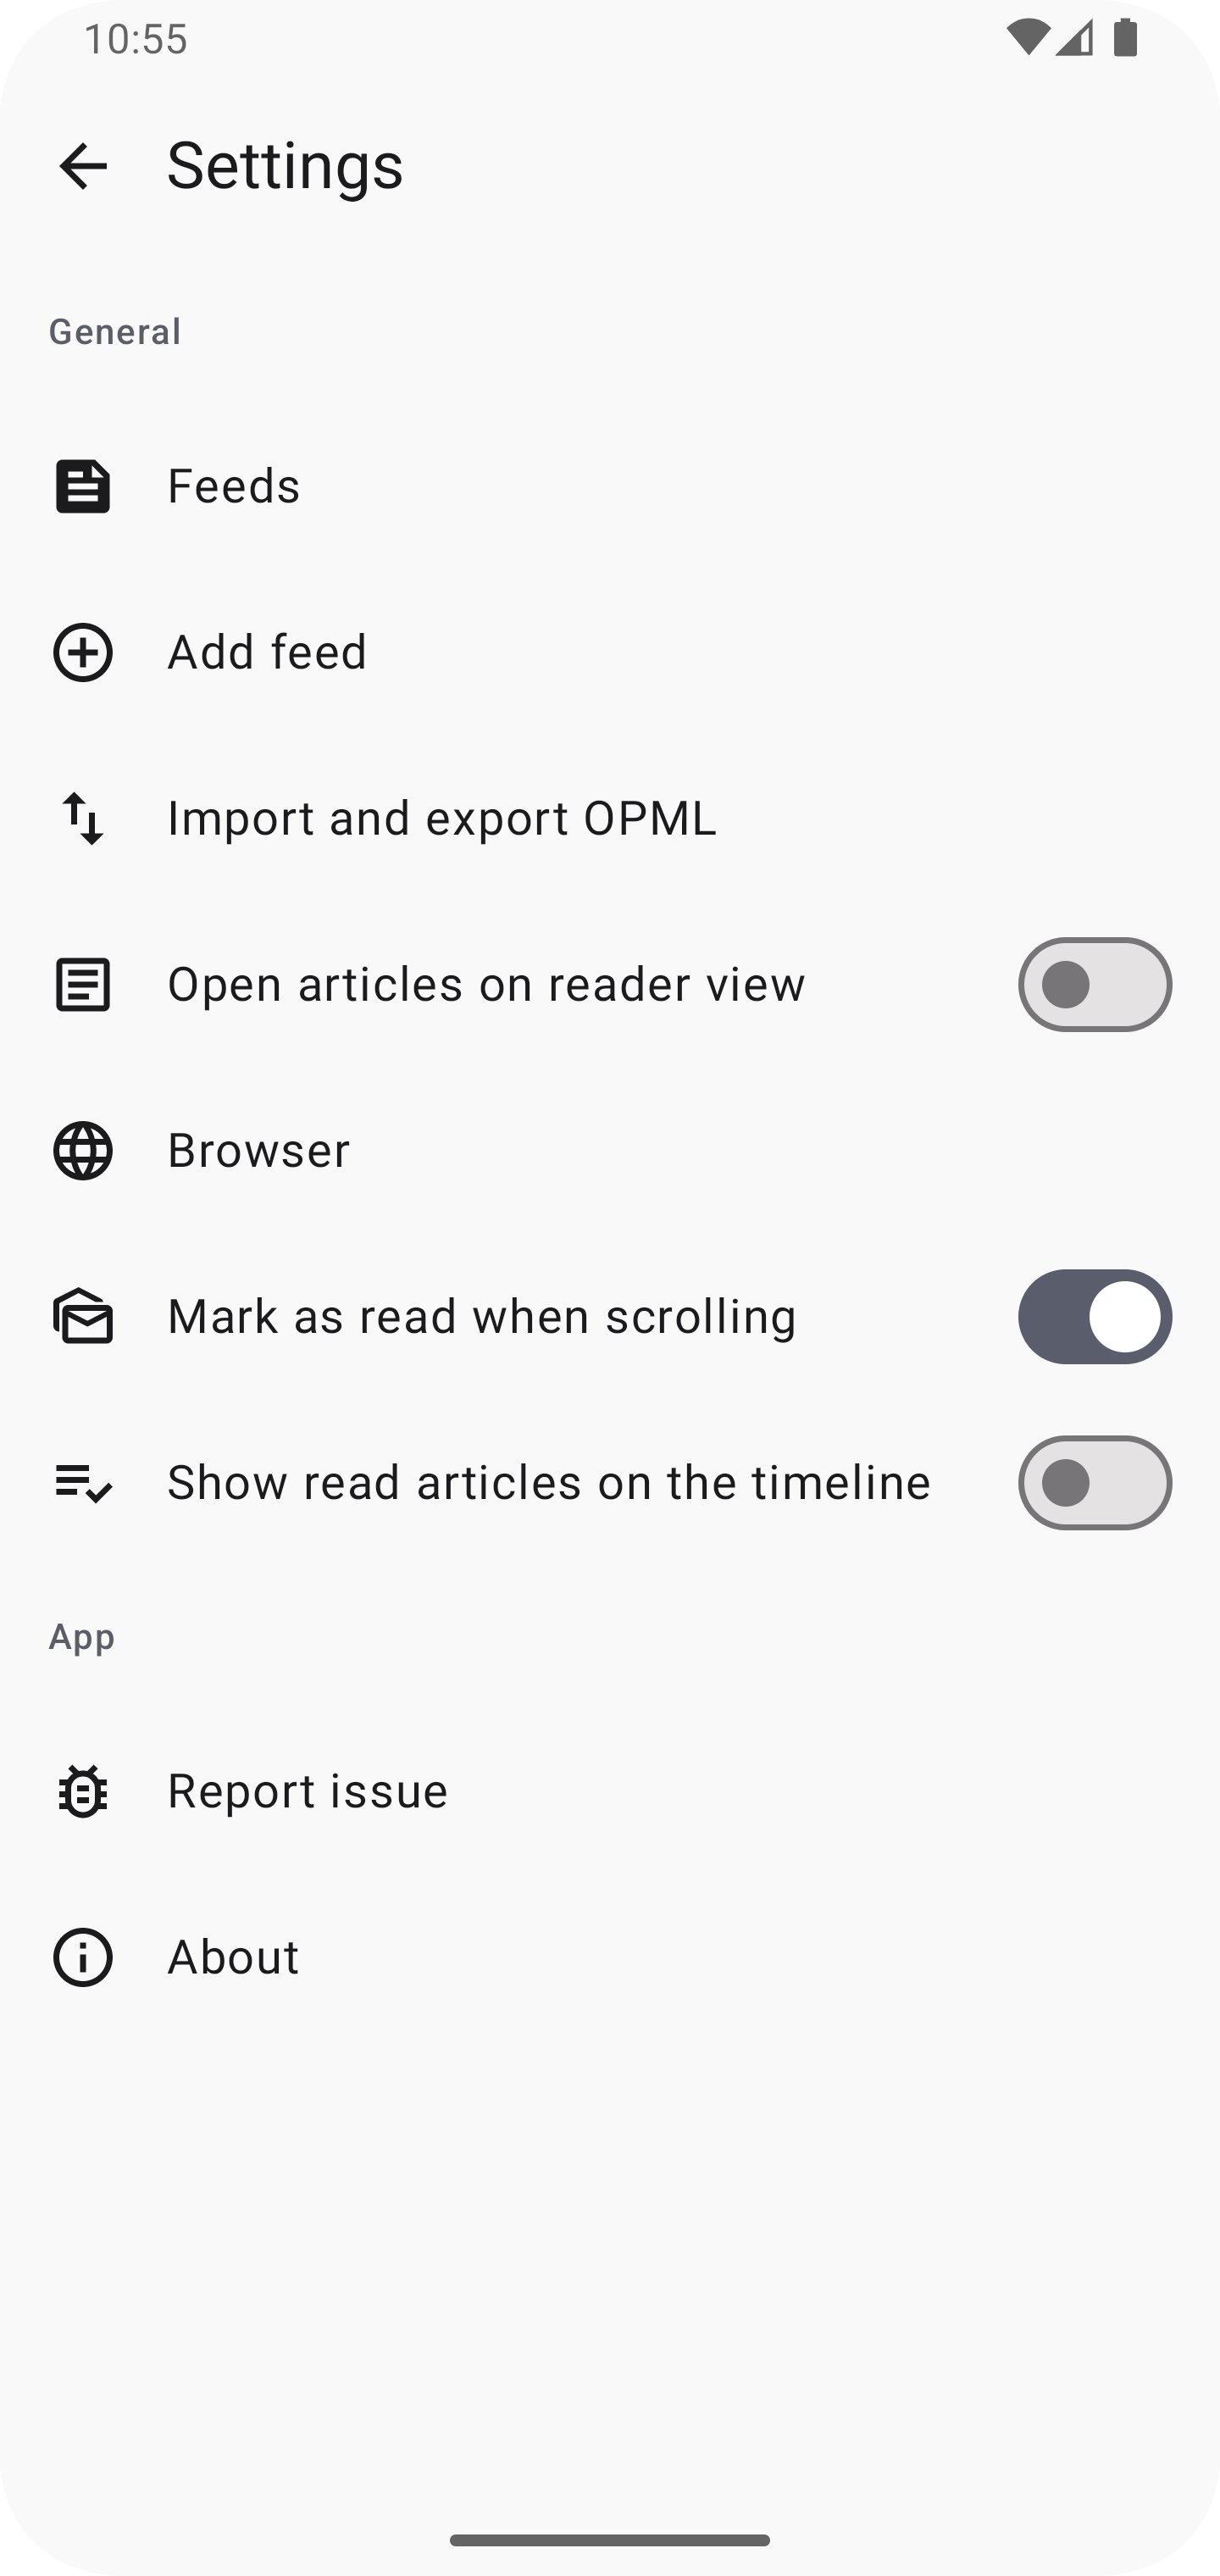 10:55
Settings
General
Feeds
Add feed
Import and export OPML
Open articles on reader view
Browser
Mark as read when scrolling
Show read articles on the timeline
App
Report issue
About